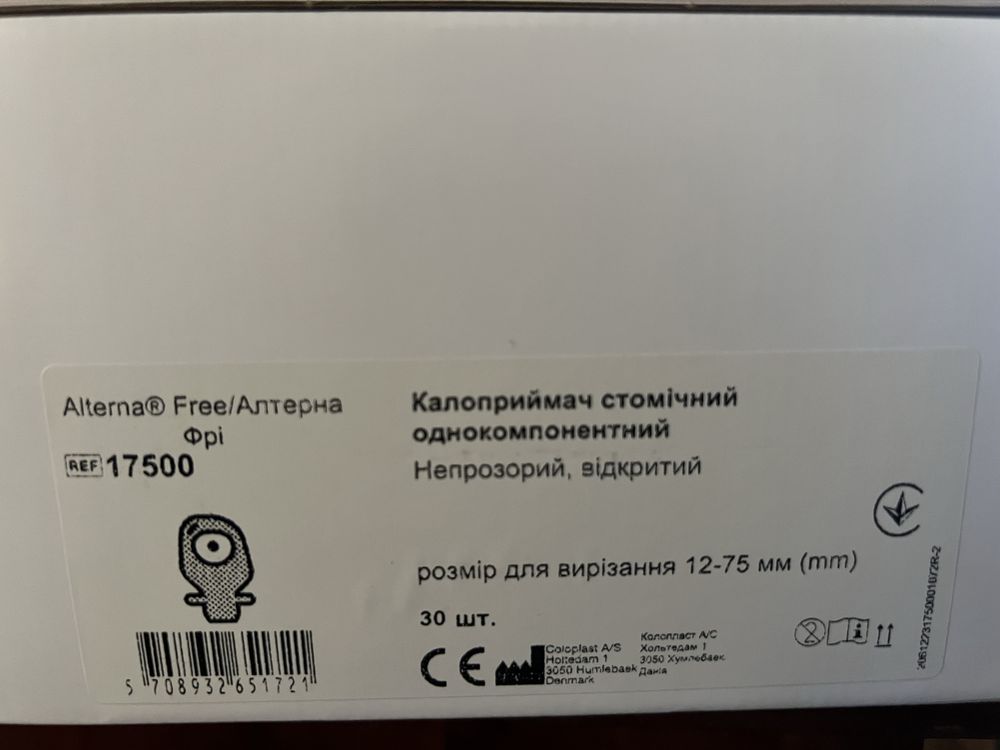 Alterna® Free/Алтерна
Фрі
REF 17500
Калоприймач стомічний
однокомпонентний
Непрозорий, відкритий
розмір для вирізання 12-75 мм (mm)
30 шт.
CE
Coloplast A/S
Holtedam 1
3050 Humlebaek
Denmark
Колопласт А/С
Хольтедам 1
3050 Хумлебаек
Данія
5 708932 651721